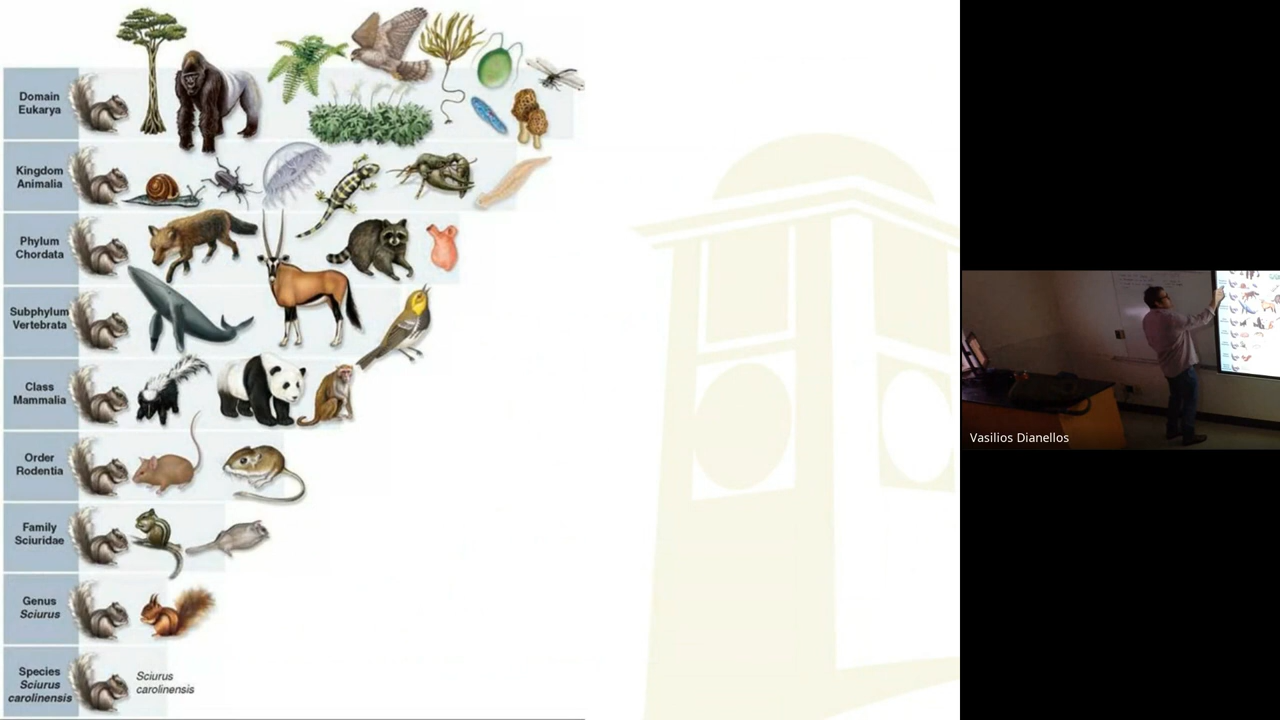 Domain
Eukarya
Kingdom
Animalia
Phylum
Chordata
Subphylum
Vertebrata
Class
Mammalia
Order
Rodentia
Family
Sciuridae
Genus
Sciurus
Species
Sciurus
carolinensis
Sciurus
carolinensis
Vasilios Dianellos